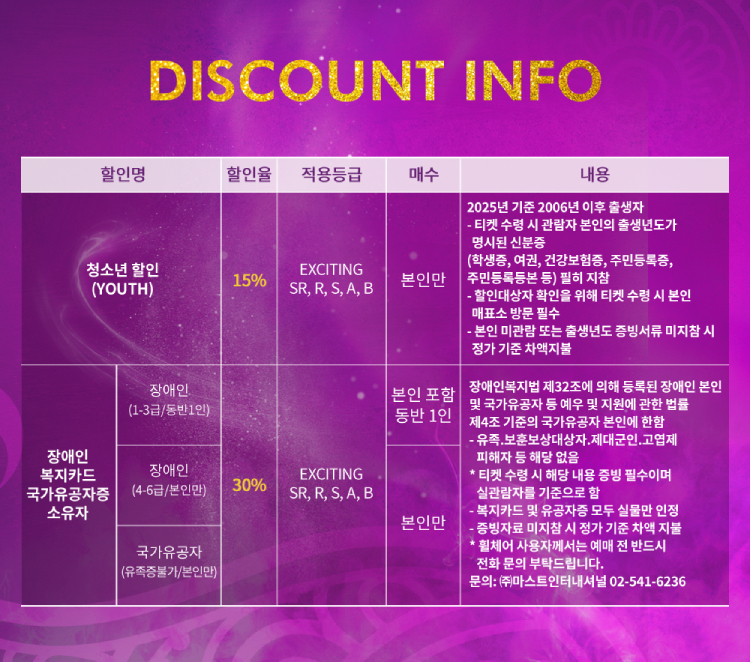 DISCOUNT INFO
할인명 할인율 적용등급 매수 내용
청소년 할인
(YOUTH)
15%
EXCITING
SR, R, S, A, B
본인만
2025년 기준 2006년 이후 출생자
- 티켓 수령 시 관람자 본인의 출생년도가
명시된 신분증
(학생증, 여권, 건강보험증, 주민등록증,
주민등록등본 등) 필히 지참
- 할인대상자 확인을 위해 티켓 수령 시 본인
매표소 방문 필수
- 본인 미관람 또는 출생년도 증빙서류 미지참 시
정가 기준 차액지불
장애인
복지카드
국가유공자증
소유자
장애인
(1-3급/동반1인)
장애인
(4-6급/본인만)
국가유공자
(유족증불가/본인만)
30%
EXCITING
SR, R, S, A, B
본인 포함
동반 1인
본인만
장애인복지법 제32조에 의해 등록된 장애인 본인
및 국가유공자 등 예우 및 지원에 관한 법률
제4조 기준의 국가유공자 본인에 한함
- 유족.보훈보상대상자.제대군인.고엽제
피해자 등 해당 없음
* 티켓 수령 시 해당 내용 증빙 필수이며
실관람자를 기준으로 함
- 복지카드 및 유공자증 모두 실물만 인정
- 증빙자료 미지참 시 정가 기준 차액 지불
* 휠체어 사용자께서는 예매 전 반드시
전화 문의 부탁드립니다.
문의: ㈜마스트인터내셔널 02-541-6236